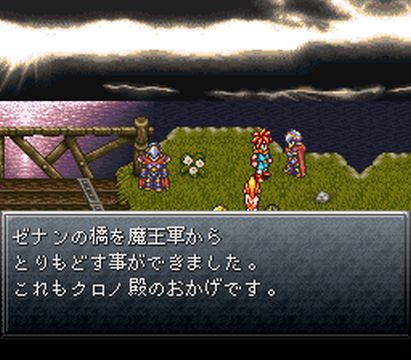 ゼナンの橋を魔王軍から
とりもどす事ができました。
これもクロノ殿のおかげです。